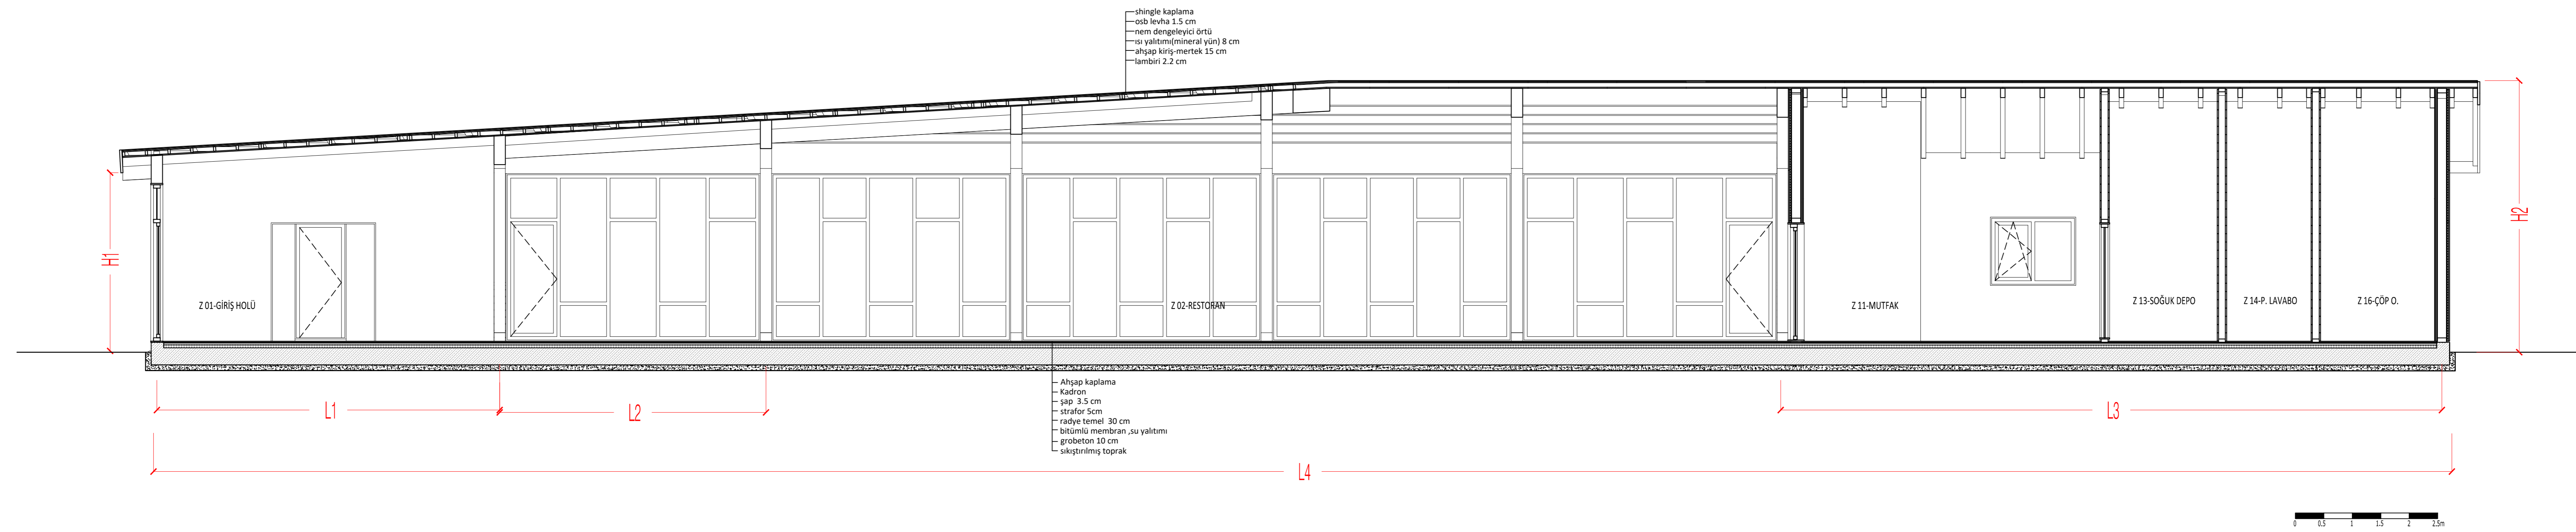 shingle kaplama
osb levha 1.5 cm
nem dengeleyici örtü
ısı yalıtımı(mineral yün) 8 cm
ahşap kiriş-mertek 15 cm
lambiri 2.2 cm
H1
H2
Z 01-GİRİŞ HOLÜ
Z 02-RESTORAN
Z 11-MUTFAK
Z 13-SOĞUK DEPO
Z 14-P. LAVABO
Z 16-ÇÖP O.
Ahşap kaplama
Kadron
şap 3.5 cm
strafor 5cm
radye temel 30 cm
bitümlü membran ,su yalıtımı
grobeton 10 cm
sıkıştırılmış toprak
L1
L2
L3
L4
0 0.5 1 1.5 2 2.5m